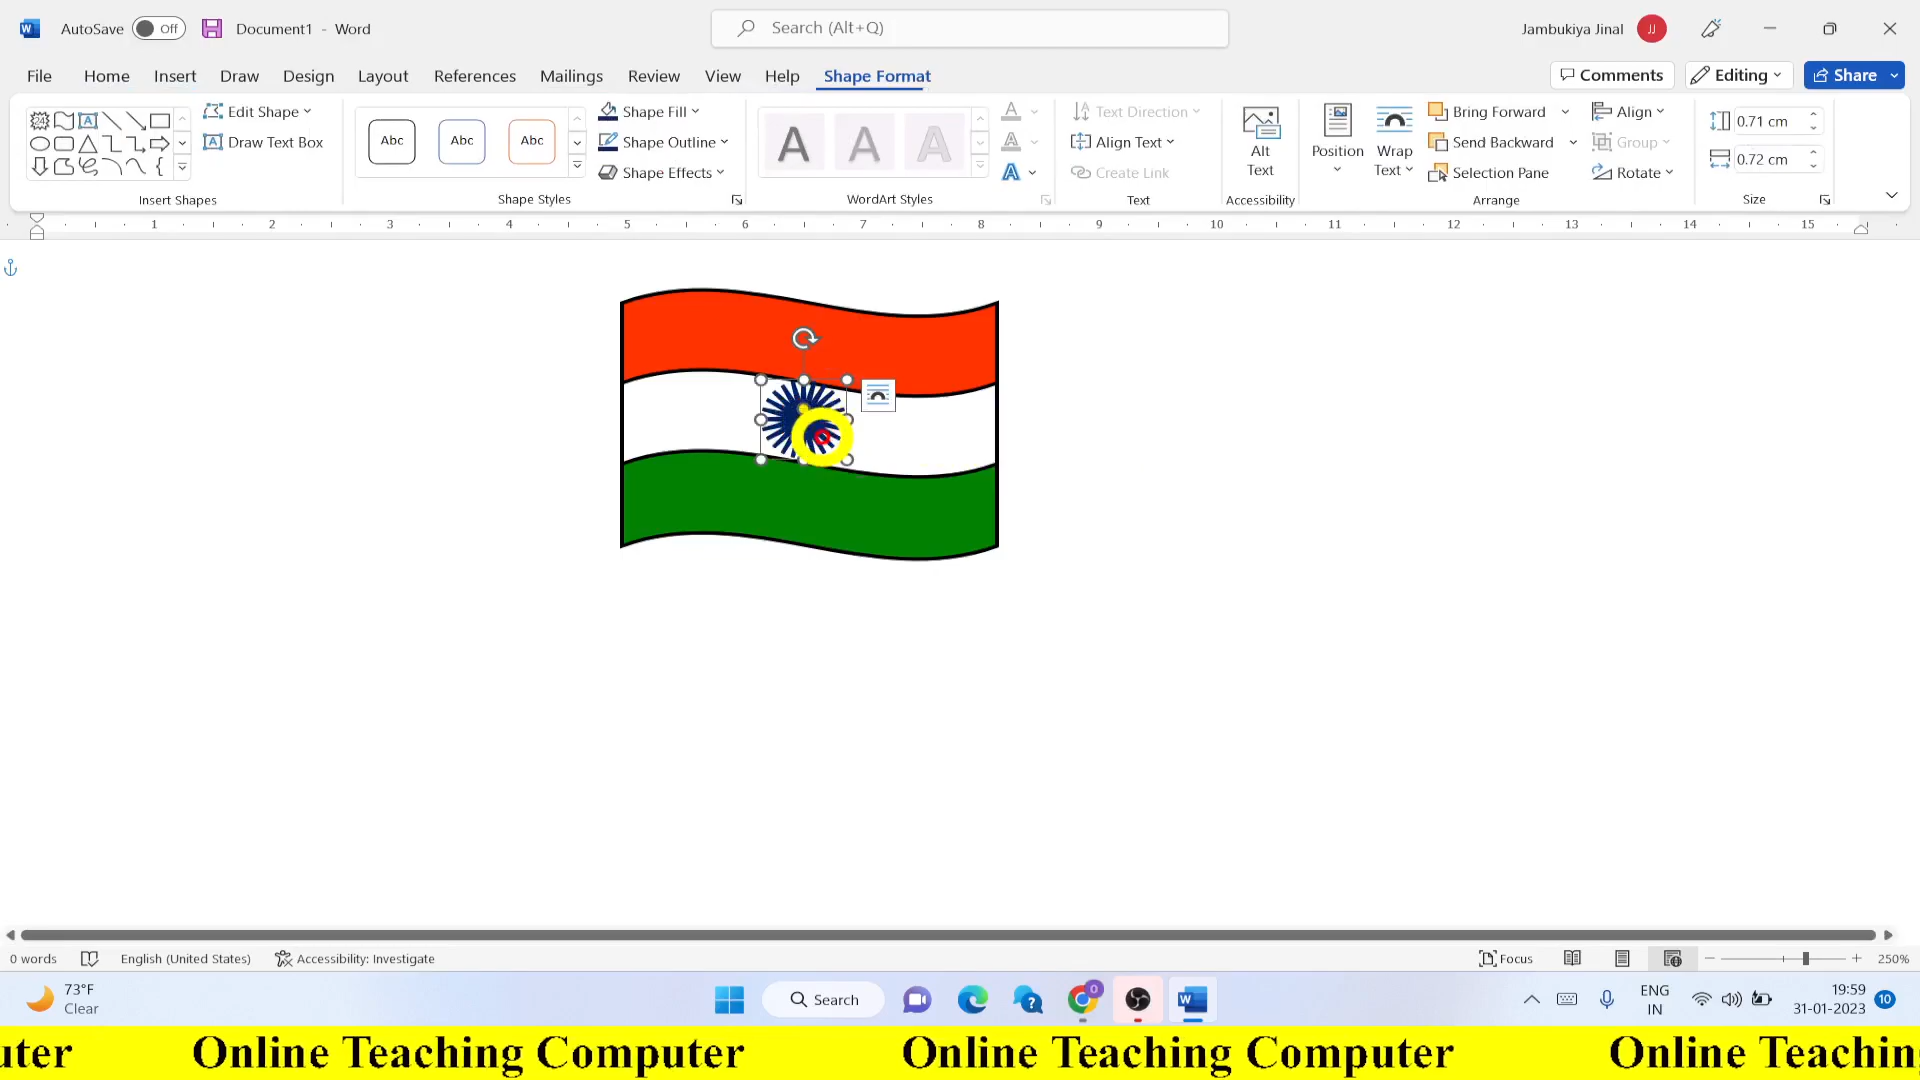 AutoSave Off Document1 - Word Search (Alt+Q) Jambukiya Jinal JJ
File Home Insert Draw Design Layout References Mailings Review View Help Shape Format Comments Editing Share
Edit Shape Abc Abc Abc Shape Fill A A A A Text Direction Bring Forward Align 0.71 cm
A Draw Text Box Shape Outline A Align Text Alt Text Position Wrap Text Send Backward Group
Shape Effects A Create Link Selection Pane Rotate 0.72 cm
Insert Shapes Shape Styles WordArt Styles Text Accessibility Arrange Size
1 2 3 4 5 6 7 8 9 10 11 12 13 14 15
0 words English (United States) Accessibility: Investigate Focus 250%
73°F Search 0 ENG 19:59
Clear IN 31-01-2023 10
uter Online Teaching Computer Online Teaching Computer Online Teachin